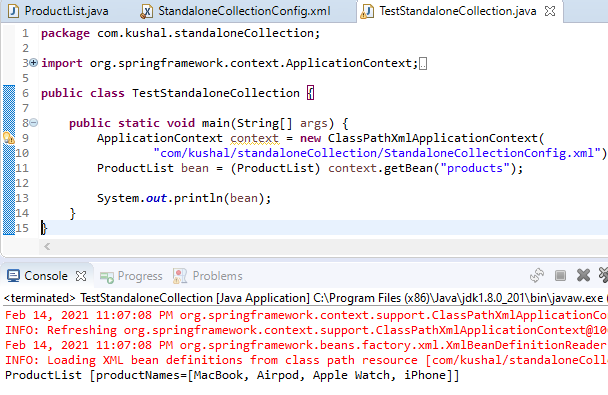 ProductList.java StandaloneCollectionConfig.xml TestStandaloneCollection.java
1 package com.kushal.standaloneCollection;
2
3 import org.springframework.context.ApplicationContext;
5
6 public class TestStandaloneCollection {
7
8 public static void main(String[] args) {
9 ApplicationContext context = new ClassPathXmlApplicationContext(
10 "com/kushal/standaloneCollection/StandaloneCollectionConfig.xml")
11 ProductList bean = (ProductList) context.getBean("products");
12
13 System.out.println(bean);
14 }
15 }
Console Progress Problems
<terminated> TestStandaloneCollection [Java Application] C:\Program Files (x86)\Java\jdk1.8.0_201\bin\javaw.exe (
Feb 14, 2021 11:07:08 PM org.springframework.context.support.ClassPathXmlApplicationCo
INFO: Refreshing org.springframework.context.support.ClassPathXmlApplicationContext@10
Feb 14, 2021 11:07:08 PM org.springframework.beans.factory.xml.XmlBeanDefinitionReader
INFO: Loading XML bean definitions from class path resource [com/kushal/standaloneColl
ProductList [productNames=[MacBook, Airpod, Apple Watch, iPhone]]